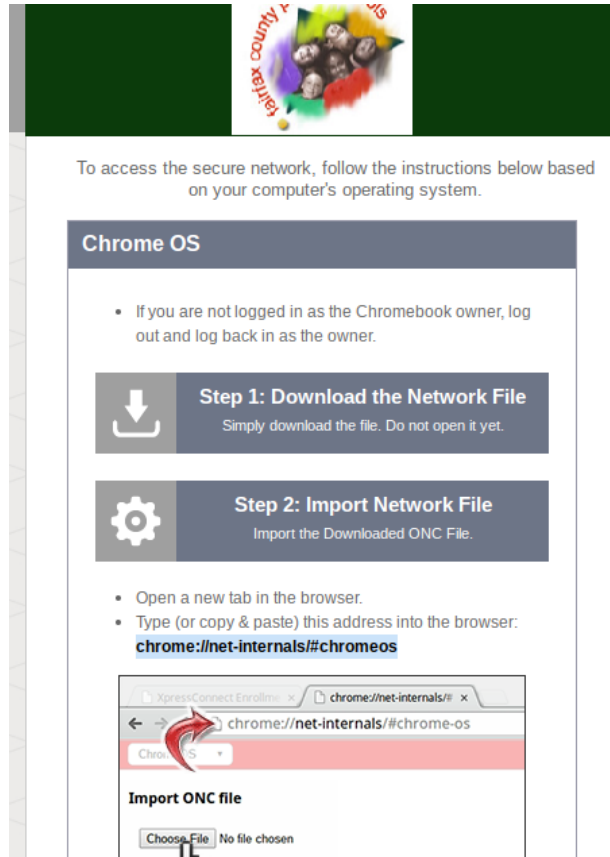 fairfax county
To access the secure network, follow the instructions below based
on your computer's operating system.
Chrome OS
If you are not logged in as the Chromebook owner, log
out and log back in as the owner.
Step 1: Download the Network File
Simply download the file. Do not open it yet.
Step 2: Import Network File
Import the Downloaded ONC File.
Open a new tab in the browser.
Type (or copy & paste) this address into the browser:
chrome://net-internals/#chromeos
XpressConnect Enrollme
chrome://net-internals/#
chrome://net-internals/#chrome-os
Import ONC file
Choose File No file chosen